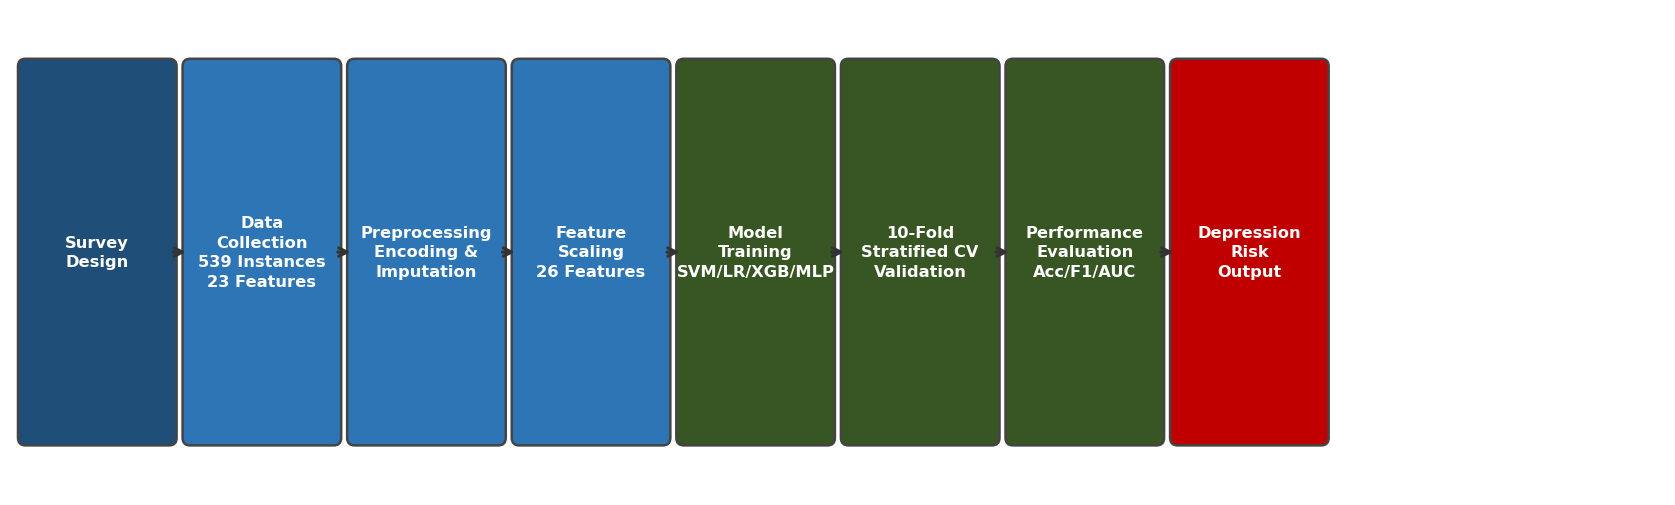 Survey
Design
Data
Collection
539 Instances
23 Features
Preprocessing
Encoding &
Imputation
Feature
Scaling
26 Features
Model
Training
SVM/LR/XGB/MLP
10-Fold
Stratified CV
Validation
Performance
Evaluation
Acc/F1/AUC
Depression
Risk
Output